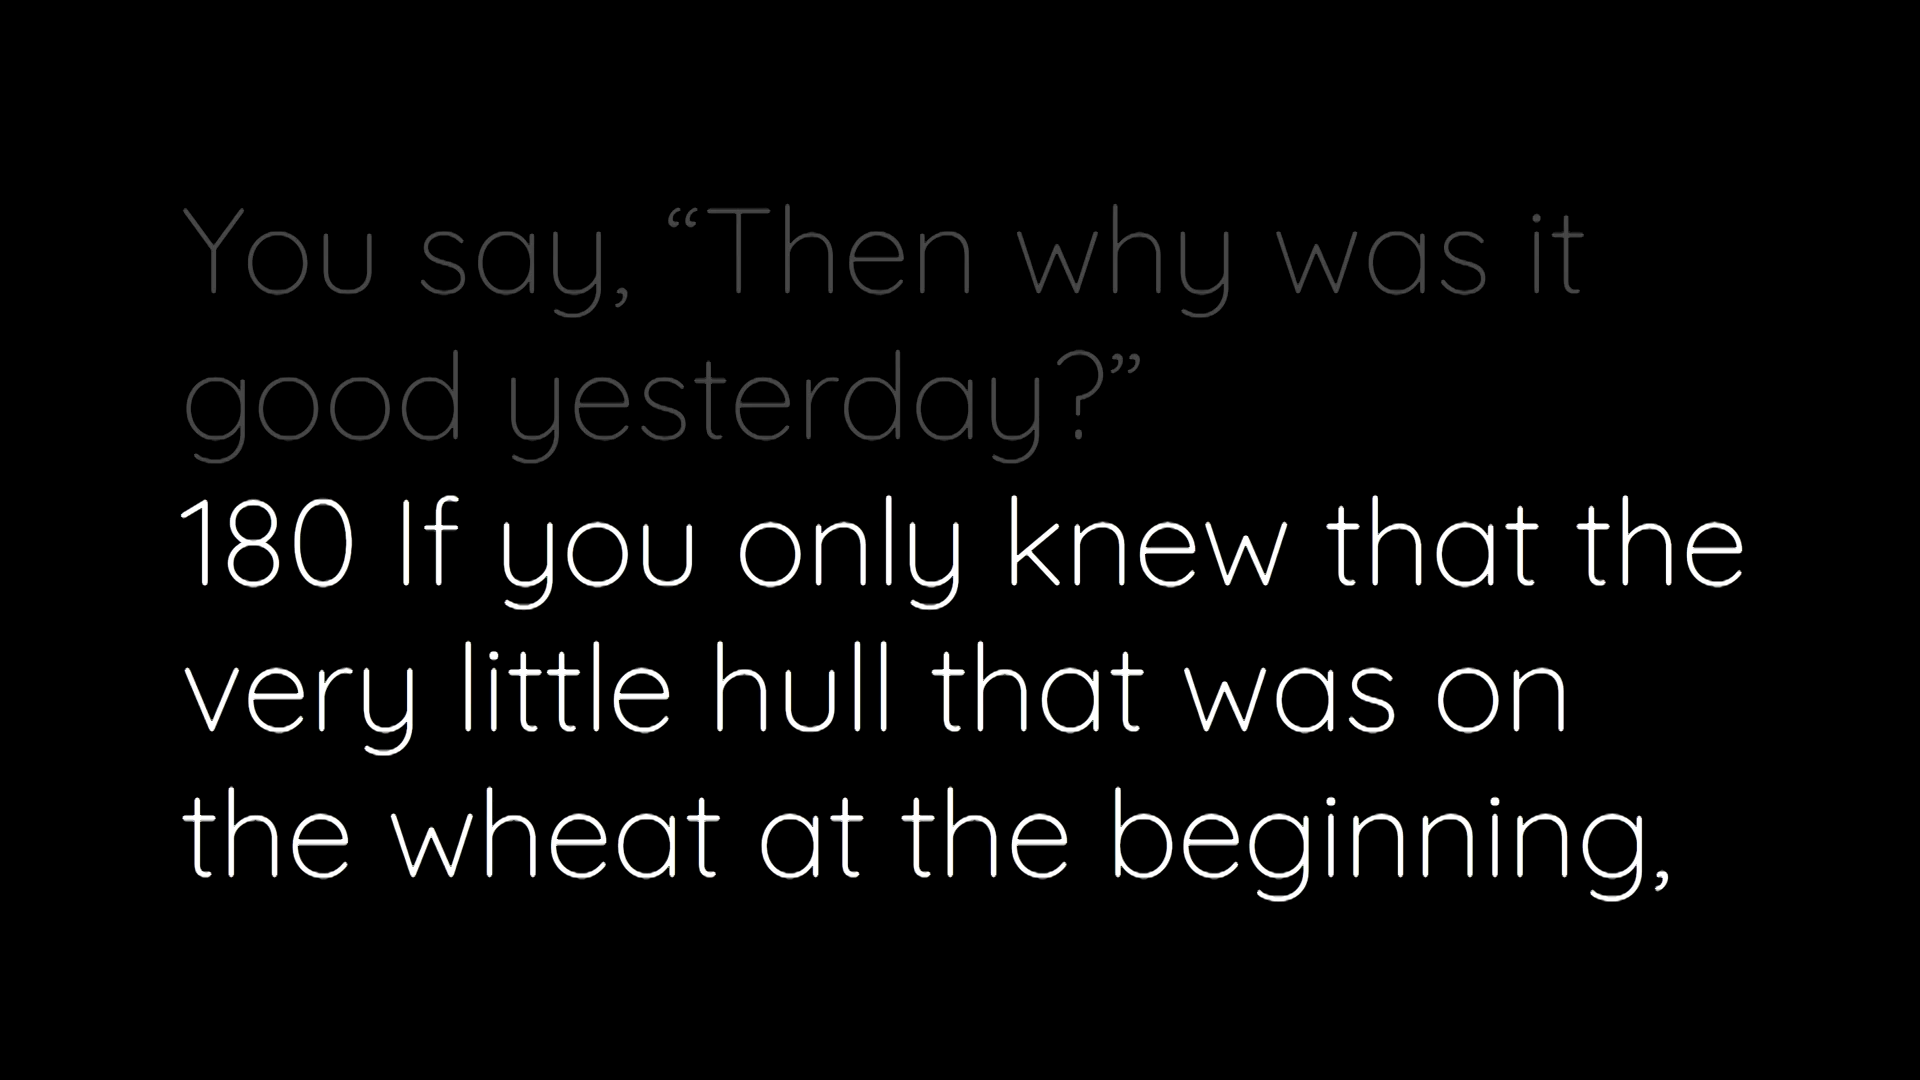 You say, “Then why was it
good yesterday?”
180 If you only knew that the
very little hull that was on
the wheat at the beginning,